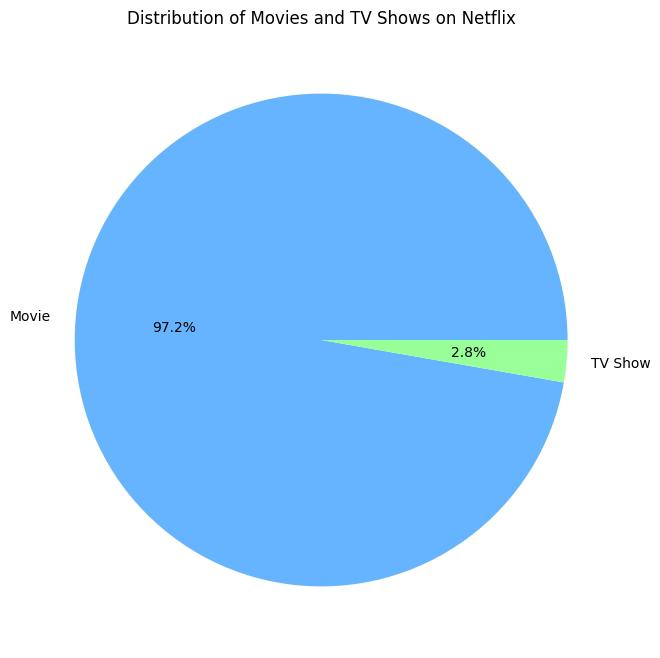 Distribution of Movies and TV Shows on Netflix
Movie
97.2%
2.8%
TV Show